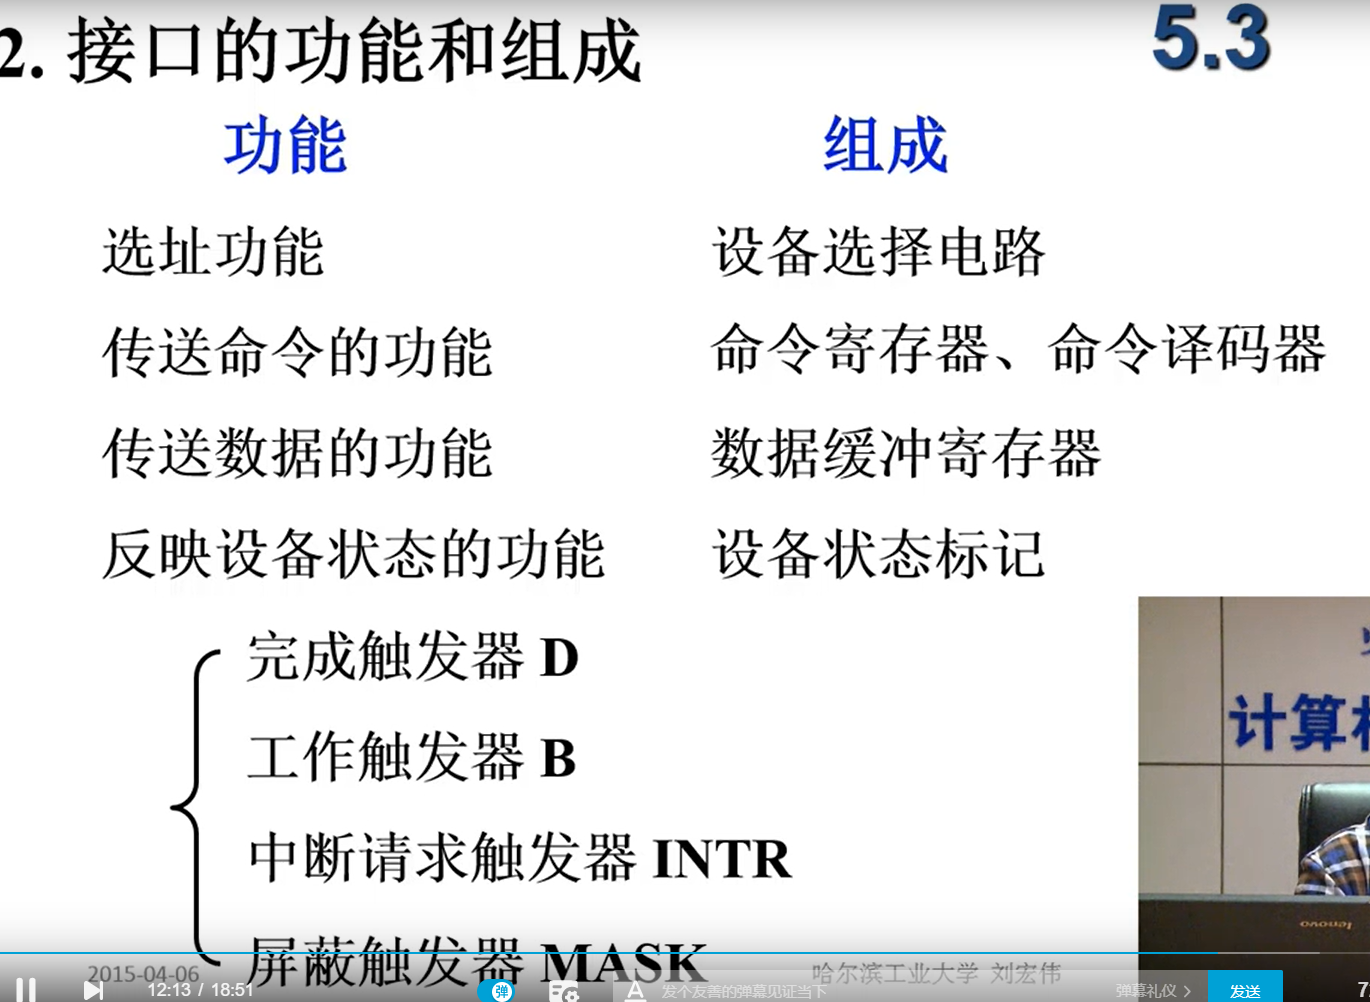 2. 接口的功能和组成 5.3
功能 组成
选址功能 设备选择电路
传送命令的功能 命令寄存器、命令译码器
传送数据的功能 数据缓冲寄存器
反映设备状态的功能 设备状态标记
完成触发器 D
工作触发器 B
中断请求触发器 INTR
屏蔽触发器 MASK
计算
lenovo
2015-04-06 哈尔滨工业大学 刘宏伟
12:13 / 18:51 弹 发个友善的弹幕见证当下 弹幕礼仪 发送